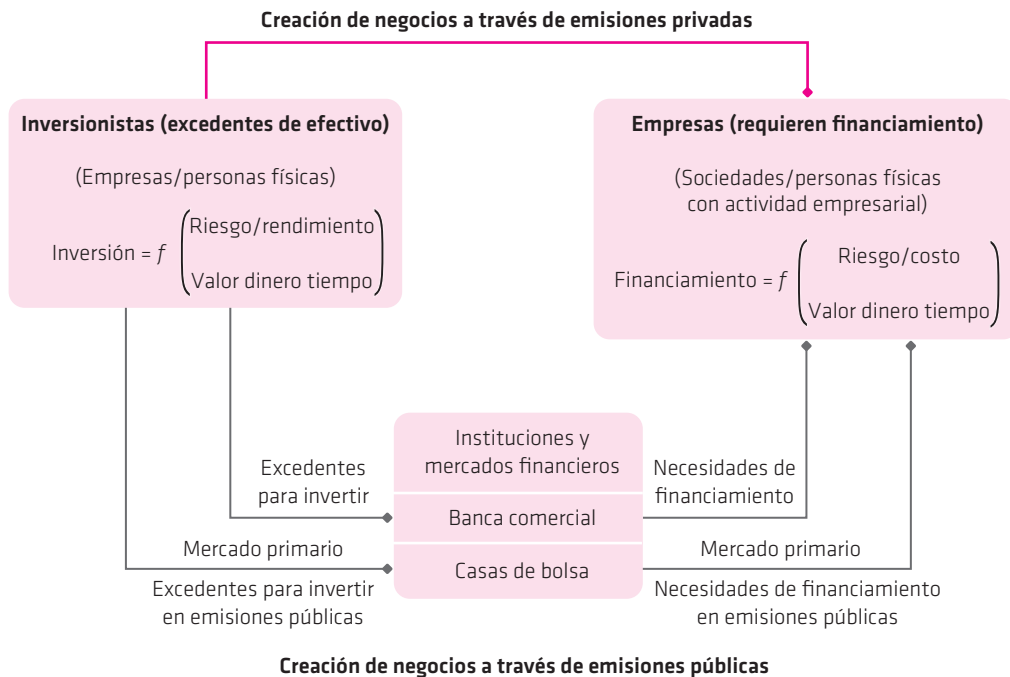 Creación de negocios a través de emisiones privadas
Inversionistas (excedentes de efectivo)
(Empresas/personas físicas)
Inversión = f
Riesgo/rendimiento
Valor dinero tiempo
Empresas (requieren financiamiento)
(Sociedades/personas físicas
con actividad empresarial)
Financiamiento = f
Riesgo/costo
Valor dinero tiempo
Instituciones y
mercados financieros
Banca comercial
Casas de bolsa
Excedentes
para invertir
Mercado primario
Excedentes para invertir
en emisiones públicas
Necesidades de
financiamiento
Mercado primario
Necesidades de financiamiento
en emisiones públicas
Creación de negocios a través de emisiones públicas